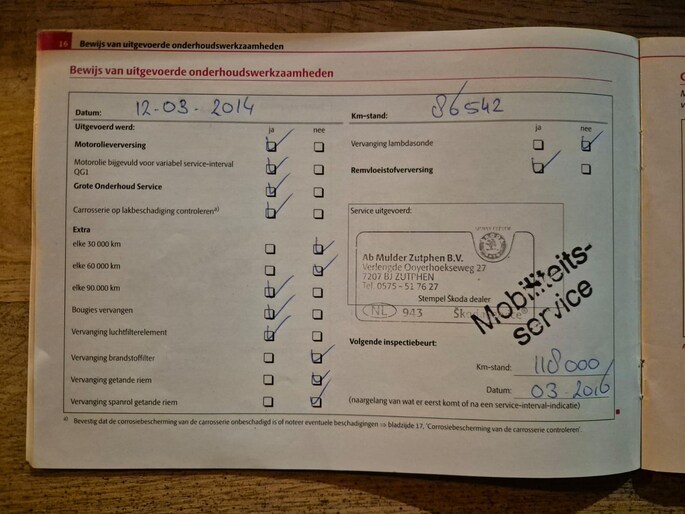 16 Bewijs van uitgevoerde onderhoudswerkzaamheden
Bewijs van uitgevoerde onderhoudswerkzaamheden
Datum: 12-03-2014
Km-stand: 86542
Uitgevoerd werd: ja nee
ja nee
Motorolieverversing
Vervanging lambdasonde
Motorolie bijgevuld voor variabel service-interval
QG1
Remvloeistofverversing
Grote Onderhoud Service
Carrosserie op lakbeschadiging controleren a)
Service uitgevoerd:
Extra
elke 30 000 km
elke 60 000 km
elke 90.000 km
Bougies vervangen
Vervanging luchtfilterelement
Vervanging brandstoffilter
Vervanging getande riem
Vervanging spanrol getande riem
Ab Mulder Zutphen B.V.
Verlengde Ooyerhoekseweg 27
7207 BJ ZUTPHEN
Tel. 0575 - 51 76 27
Stempel Škoda dealer
NL 943
Mobiliteits-
service
Volgende inspectiebeurt:
Km-stand: 118000
Datum: 03-2016
(naargelang van wat er eerst komt of na een service-interval-indicatie)
a) Bevestig dat de corrosiebescherming van de carrosserie onbeschadigd is of noteer eventuele beschadigingen ⇒ bladzijde 17, 'Corrosiebescherming van de carrosserie controleren'.